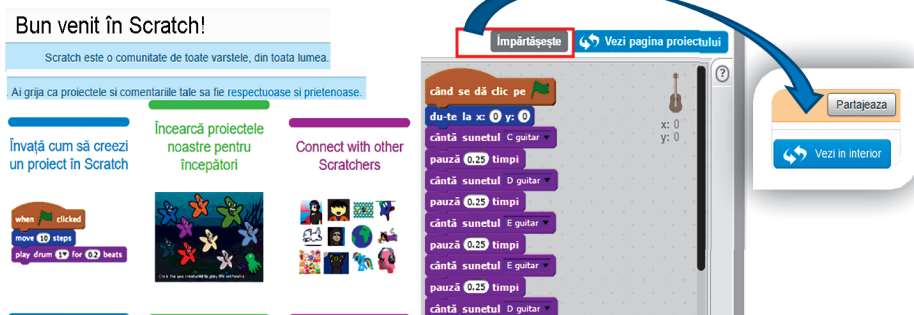 Bun venit în Scratch!
Scratch este o comunitate de toate varstele, din toata lumea.
Ai grija ca proiectele si comentariile tale sa fie respectuoase si prietenoase.
Învață cum să creezi
un proiect în Scratch
when clicked
move 10 steps
play drum 1 for 0.2 beats
Încearcă proiectele
noastre pentru
începători
Connect with other
Scratchers
Împărtășește
Vezi pagina proiectului
când se dă clic pe
du-te la x: 0 y: 0
cântă sunetul C guitar
pauză 0.25 timpi
cântă sunetul D guitar
pauză 0.25 timpi
cântă sunetul E guitar
pauză 0.25 timpi
cântă sunetul E guitar
pauză 0.25 timpi
cântă sunetul D guitar
x: 0
y: 0
?
Partajeaza
Vezi in interior